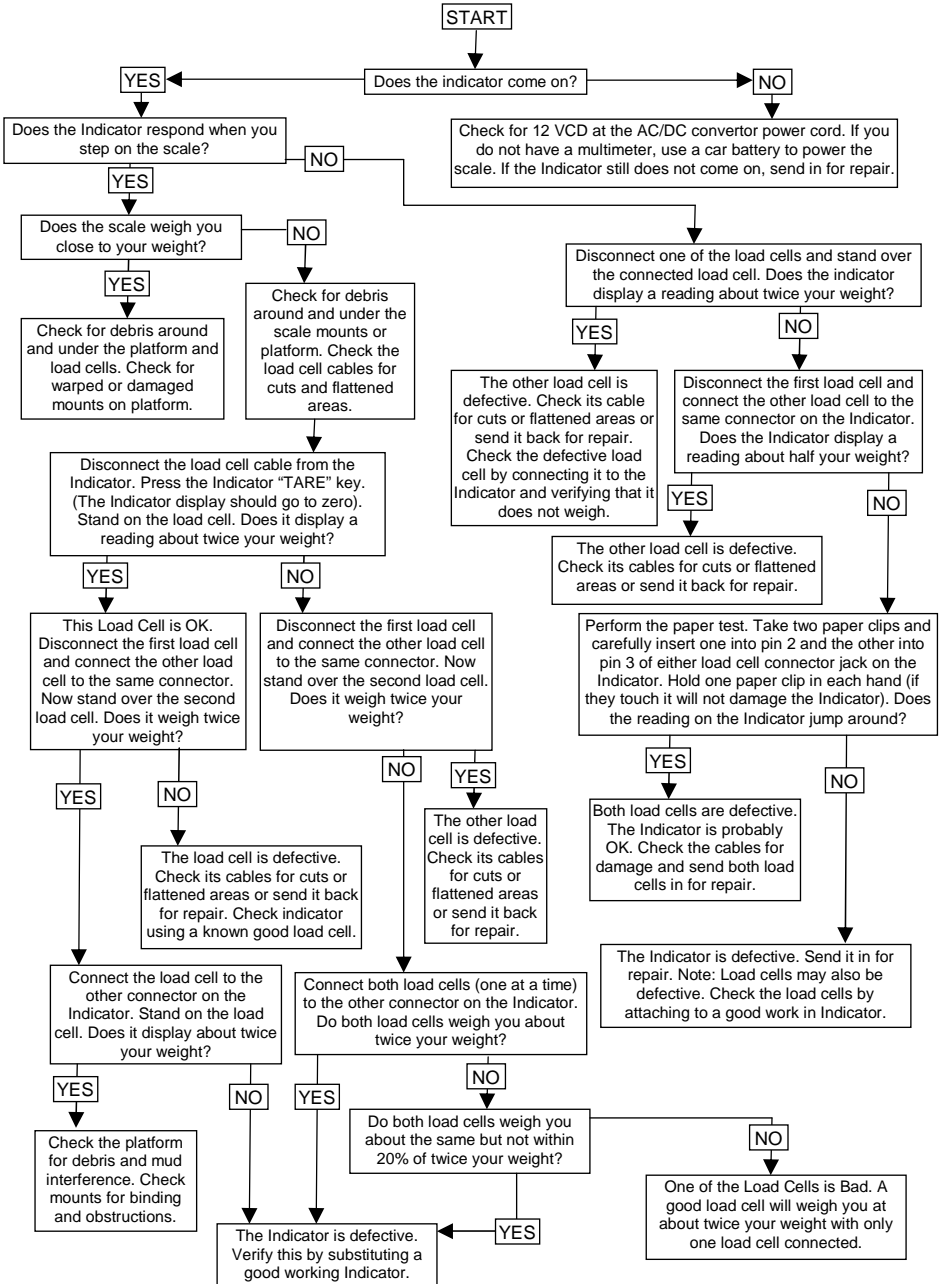 START
Does the indicator come on?
YES
NO
Does the Indicator respond when you
step on the scale?
Check for 12 VCD at the AC/DC convertor power cord. If you
do not have a multimeter, use a car battery to power the
scale. If the Indicator still does not come on, send in for repair.
YES
NO
Does the scale weigh you
close to your weight?
YES
NO
Check for debris around
and under the platform and
load cells. Check for
warped or damaged
mounts on platform.
Check for debris
around and under the
scale mounts or
platform. Check the
load cell cables for
cuts and flattened
areas.
Disconnect one of the load cells and stand over
the connected load cell. Does the indicator
display a reading about twice your weight?
YES
NO
The other load cell is
defective. Check its cable
for cuts or flattened areas or
send it back for repair.
Check the defective load
cell by connecting it to the
Indicator and verifying that it
does not weigh.
Disconnect the first load cell and
connect the other load cell to the
same connector on the Indicator.
Does the Indicator display a
reading about half your weight?
YES
NO
The other load cell is defective.
Check its cables for cuts or flattened
areas or send it back for repair.
Disconnect the load cell cable from the
Indicator. Press the Indicator “TARE” key.
(The Indicator display should go to zero).
Stand on the load cell. Does it display a
reading about twice your weight?
YES
NO
This Load Cell is OK.
Disconnect the first load cell
and connect the other load
cell to the same connector.
Now stand over the second
load cell. Does it weigh twice
your weight?
Disconnect the first load cell
and connect the other load cell
to the same connector. Now
stand over the second load cell.
Does it weigh twice your
weight?
Perform the paper test. Take two paper clips and
carefully insert one into pin 2 and the other into
pin 3 of either load cell connector jack on the
Indicator. Hold one paper clip in each hand (if
they touch it will not damage the Indicator). Does
the reading on the Indicator jump around?
YES
NO
NO
YES
YES
NO
The load cell is defective.
Check its cables for cuts or
flattened areas or send it back
for repair. Check indicator
using a known good load cell.
The other load
cell is defective.
Check its cables
for cuts or
flattened areas
or send it back
for repair.
Both load cells are defective.
The Indicator is probably
OK. Check the cables for
damage and send both load
cells in for repair.
The Indicator is defective. Send it in for
repair. Note: Load cells may also be
defective. Check the load cells by
attaching to a good work in Indicator.
Connect the load cell to the
other connector on the
Indicator. Stand on the load
cell. Does it display about twice
your weight?
Connect both load cells (one at a time)
to the other connector on the Indicator.
Do both load cells weigh you about
twice your weight?
YES
NO
YES
NO
Check the platform
for debris and mud
interference. Check
mounts for binding
and obstructions.
Do both load cells weigh you
about the same but not within
20% of twice your weight?
NO
YES
One of the Load Cells is Bad. A
good load cell will weigh you at
about twice your weight with only
one load cell connected.
The Indicator is defective.
Verify this by substituting a
good working Indicator.